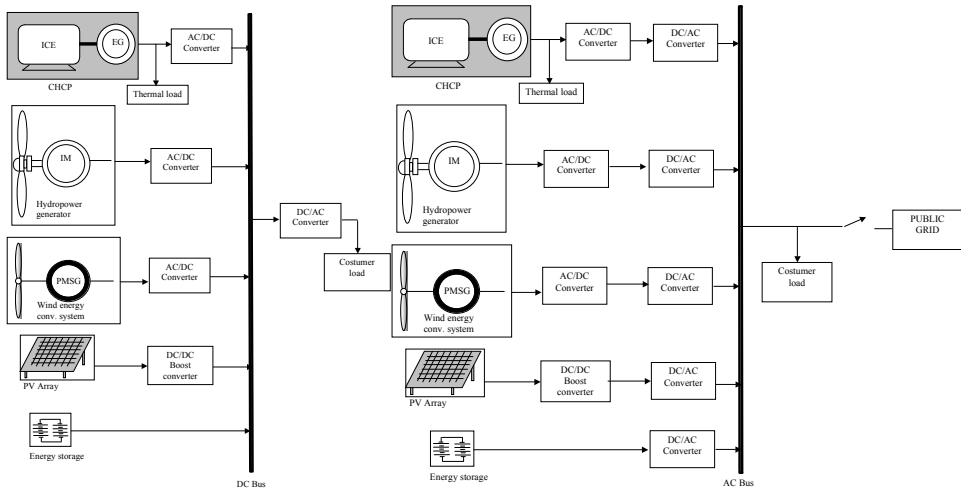 ICE
EG
AC/DC
Converter
CHCP
Thermal load
IM
AC/DC
Converter
Hydropower
generator
PMSG
AC/DC
Converter
Wind energy
conv. system
DC/DC
Boost
converter
PV Array
Energy storage
DC Bus
DC/AC
Converter
Costumer
load
ICE
EG
AC/DC
Converter
DC/AC
Converter
CHCP
Thermal load
IM
AC/DC
Converter
DC/AC
Converter
Hydropower
generator
PMSG
AC/DC
Converter
DC/AC
Converter
Wind energy
conv. system
DC/DC
Boost
converter
DC/AC
Converter
PV Array
DC/AC
Converter
Energy storage
AC Bus
Costumer
load
PUBLIC
GRID